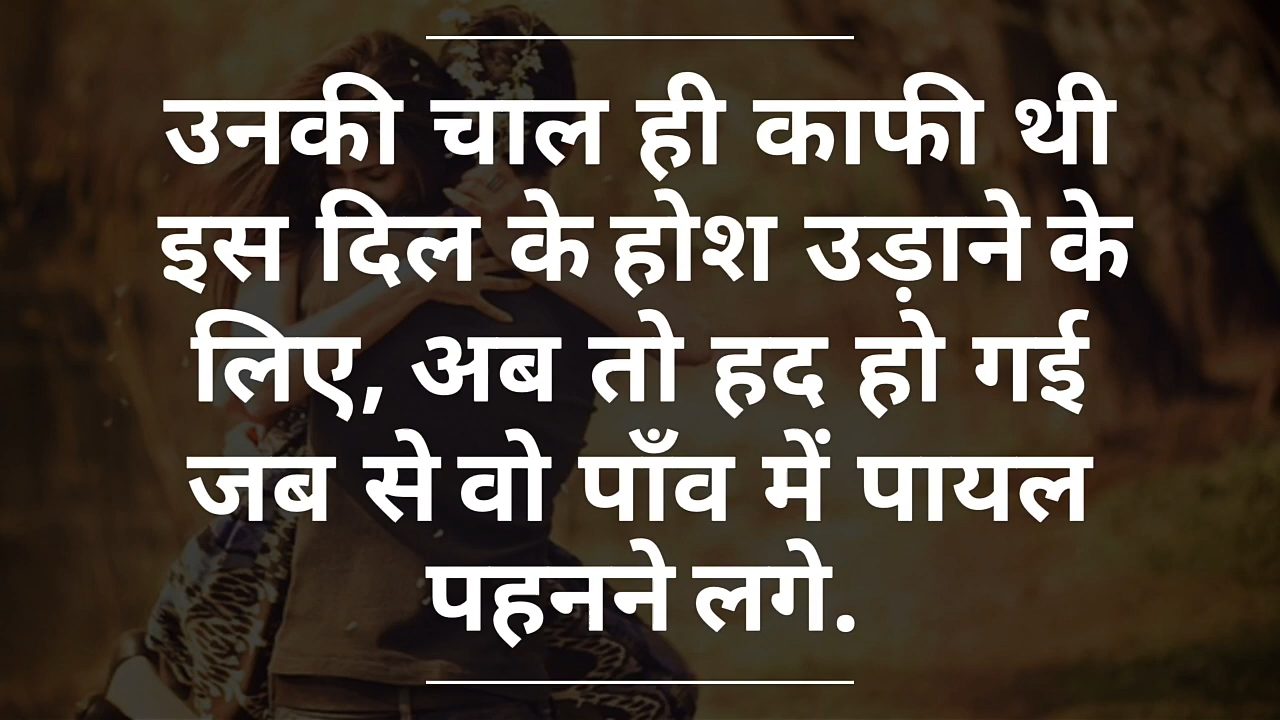 उनकी चाल ही काफी थी
इस दिल के होश उड़ाने के
लिए, अब तो हद हो गई
जब से वो पाँव में पायल
पहनने लगे.